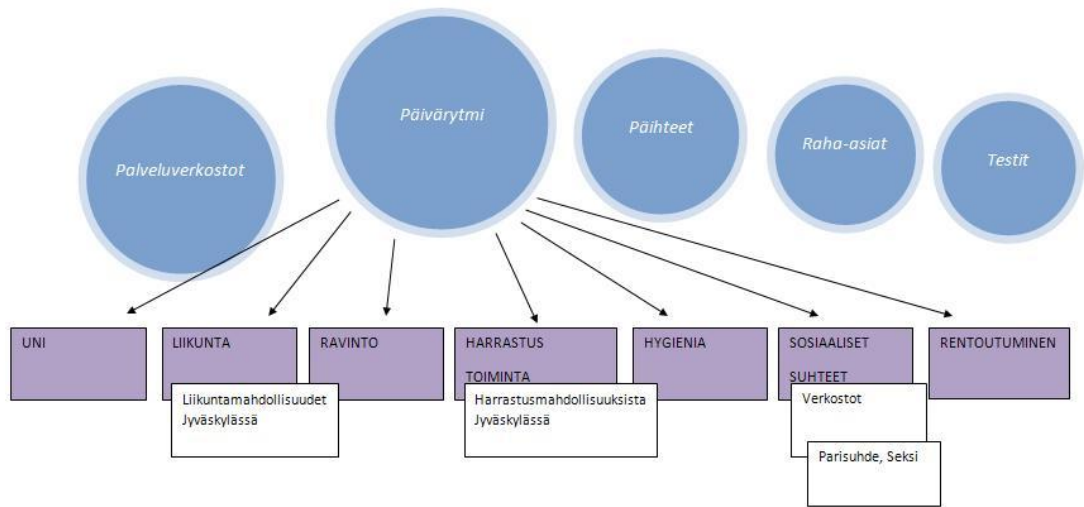 Palveluverkostot
Päivärytmi
Päihteet
Raha-asiat
Testit
UNI
LIIKUNTA
Liikuntamahdollisuudet
Jyväskylässä
RAVINTO
HARRASTUS
TOIMINTA
Harrastusmahdollisuuksista
Jyväskylässä
HYGIENIA
SOSIAALISET
SUHTEET
Verkostot
Parisuhde, Seksi
RENTOUTUMINEN